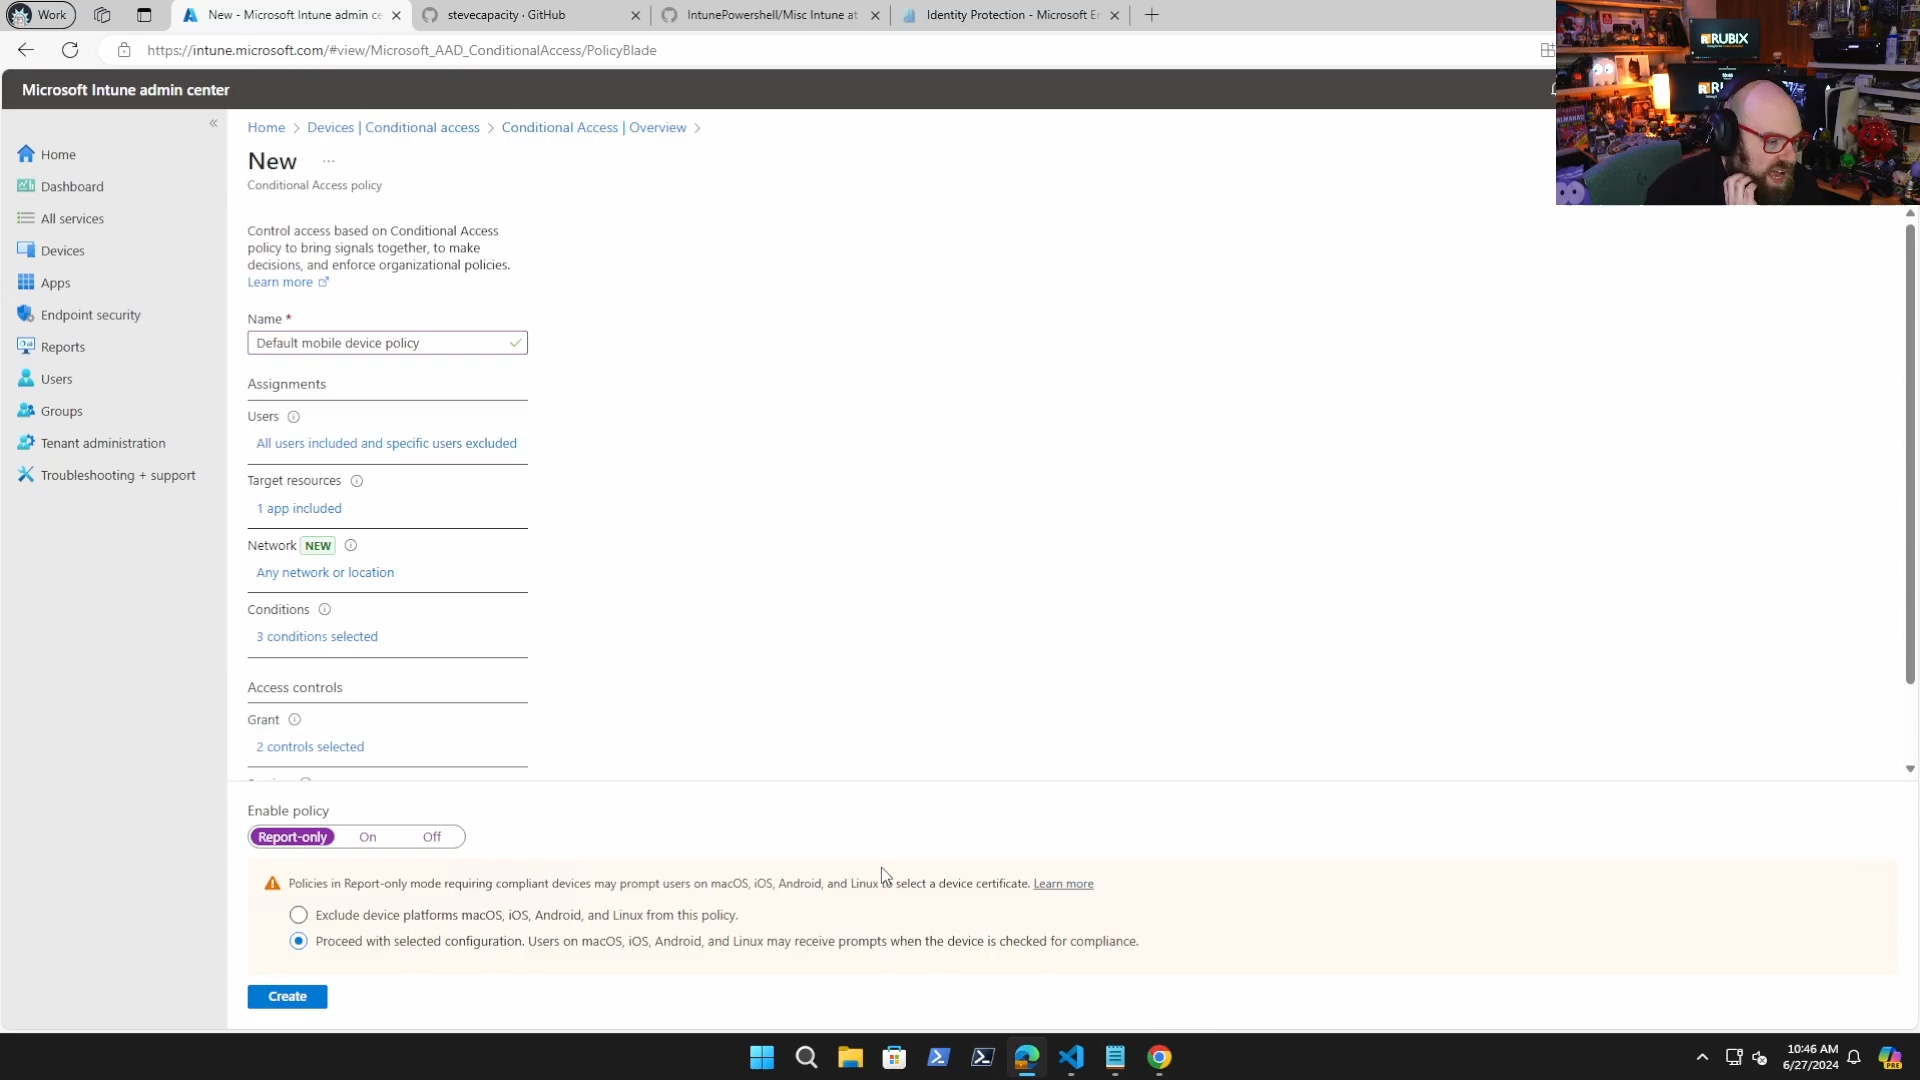 Work
New - Microsoft Intune admin ce
stevecapacity · GitHub
IntunePowershell/Misc Intune at
Identity Protection - Microsoft E
https://intune.microsoft.com/#view/Microsoft_AAD_ConditionalAccess/PolicyBlade
Microsoft Intune admin center
Home
Dashboard
All services
Devices
Apps
Endpoint security
Reports
Users
Groups
Tenant administration
Troubleshooting + support
Home > Devices | Conditional access > Conditional Access | Overview >
New ...
Conditional Access policy
Control access based on Conditional Access
policy to bring signals together, to make
decisions, and enforce organizational policies.
Learn more
Name *
Default mobile device policy
Assignments
Users
All users included and specific users excluded
Target resources
1 app included
Network NEW
Any network or location
Conditions
3 conditions selected
Access controls
Grant
2 controls selected
Enable policy
Report-only On Off
Policies in Report-only mode requiring compliant devices may prompt users on macOS, iOS, Android, and Linux to select a device certificate. Learn more
Exclude device platforms macOS, iOS, Android, and Linux from this policy.
Proceed with selected configuration. Users on macOS, iOS, Android, and Linux may receive prompts when the device is checked for compliance.
Create
RUBIX
10:46 AM
6/27/2024
PRE